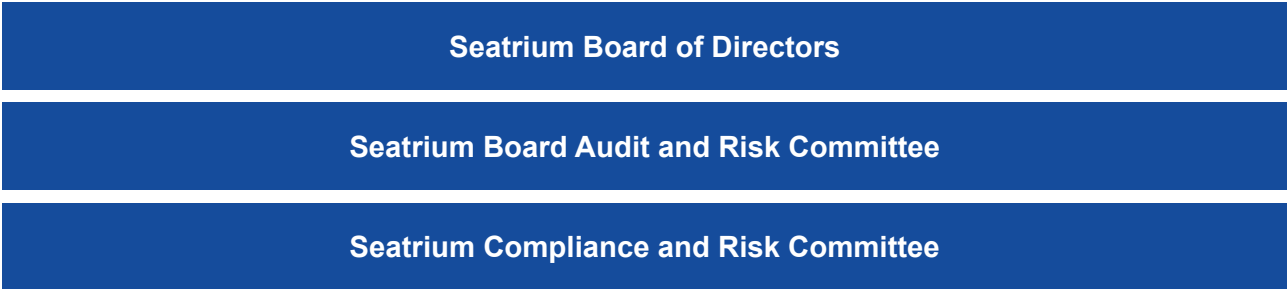 Seatrium Board of Directors
Seatrium Board Audit and Risk Committee
Seatrium Compliance and Risk Committee